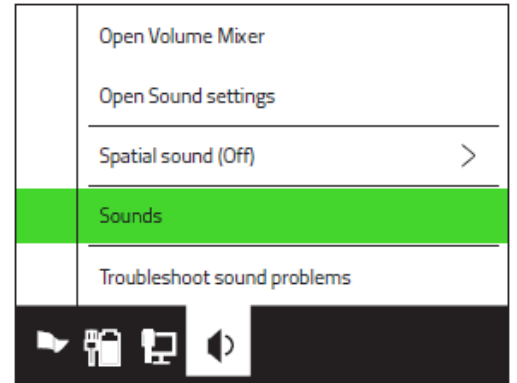 Open Volume Mixer
Open Sound settings
Spatial sound (Off)
Sounds
Troubleshoot sound problems